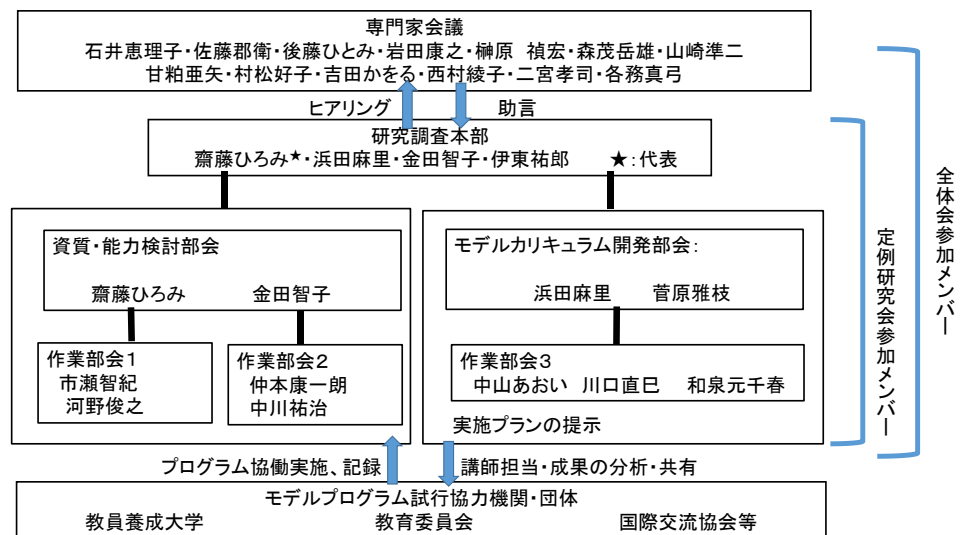 専門家会議
石井恵理子・佐藤郡衛・後藤ひとみ・岩田康之・榊原 禎宏・森茂岳雄・山崎準二
甘粕亜矢・村松好子・吉田かをる・西村綾子・二宮孝司・各務真弓
ヒアリング 助言
研究調査本部
齋藤ひろみ★・浜田麻里・金田智子・伊東祐郎 ★:代表
資質・能力検討部会
齋藤ひろみ 金田智子
作業部会1
市瀬智紀
河野俊之
作業部会2
仲本康一朗
中川祐治
モデルカリキュラム開発部会:
浜田麻里 菅原雅枝
作業部会3
中山あおい 川口直巳 和泉元千春
実施プランの提示
プログラム協働実施、記録 講師担当・成果の分析・共有
モデルプログラム試行協力機関・団体
教員養成大学 教育委員会 国際交流協会等
定例研究会参加メンバー
全体会参加メンバー